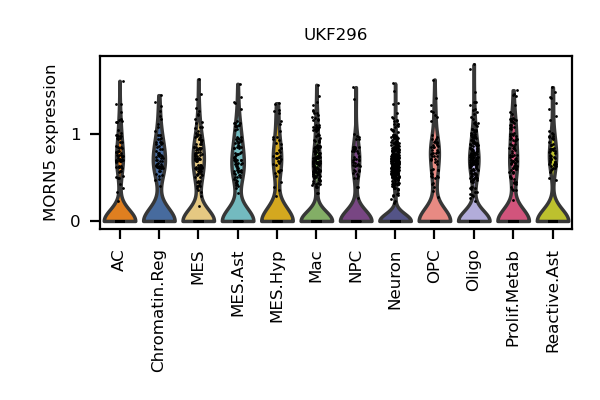 UKF296
MORN5 expression
1
0
AC
Chromatin.Reg
MES
MES.Ast
MES.Hyp
Mac
NPC
Neuron
OPC
Oligo
Prolif.Metab
Reactive.Ast